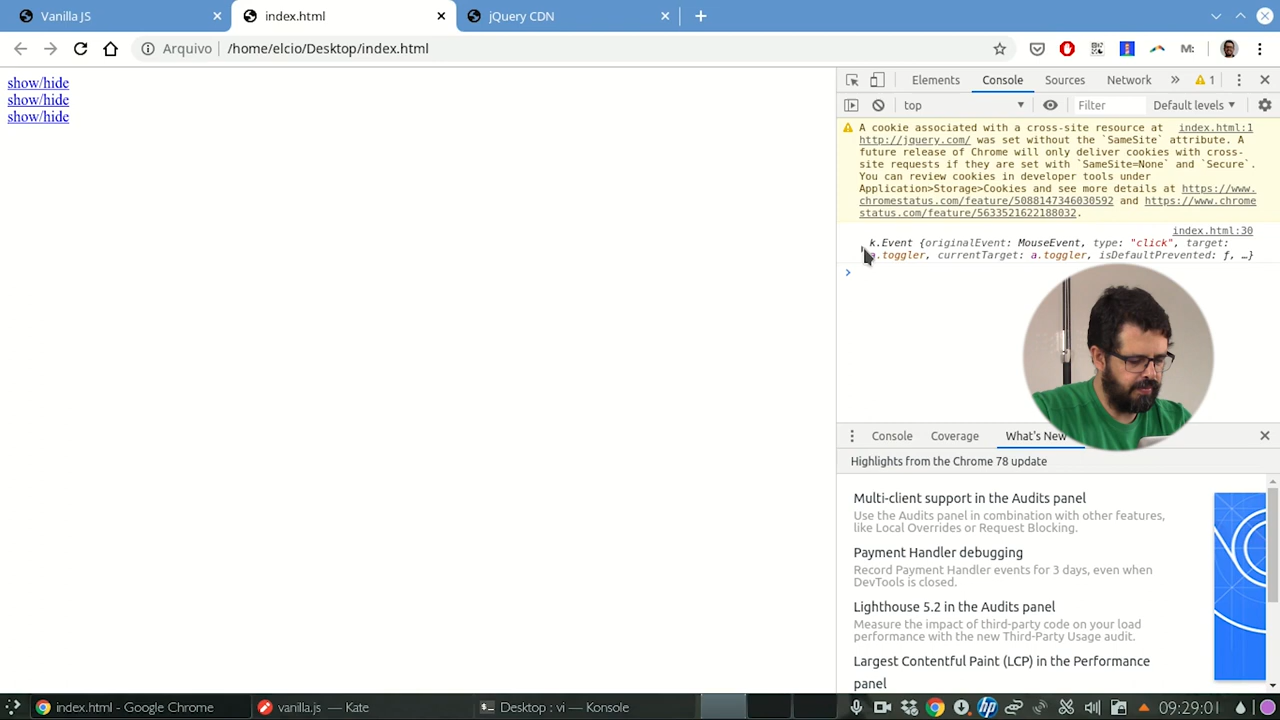 Vanilla JS
index.html
jQuery CDN
Arquivo
/home/elcio/Desktop/index.html
M:
show/hide
show/hide
show/hide
Elements
Console
Sources
Network
1
top
Filter
Default levels
A cookie associated with a cross-site resource at index.html:1
http://jquery.com/ was set without the `SameSite` attribute. A
future release of Chrome will only deliver cookies with cross-
site requests if they are set with `SameSite=None` and `Secure`.
You can review cookies in developer tools under
Application>Storage>Cookies and see more details at https://www.
chromestatus.com/feature/5088147346030592 and https://www.chrome
status.com/feature/5633521622188032.
index.html:30
k.Event {originalEvent: MouseEvent, type: "click", target:
a.toggler, currentTarget: a.toggler, isDefaultPrevented: ƒ, …}
Console
Coverage
What's New
Highlights from the Chrome 78 update
Multi-client support in the Audits panel
Use the Audits panel in combination with other features,
like Local Overrides or Request Blocking.
Payment Handler debugging
Record Payment Handler events for 3 days, even when
DevTools is closed.
Lighthouse 5.2 in the Audits panel
Measure the impact of third-party code on your load
performance with the new Third-Party Usage audit.
Largest Contentful Paint (LCP) in the Performance
panel
index.html - Google Chrome
vanilla.js — Kate
Desktop : vi — Konsole
hp
09:29:01